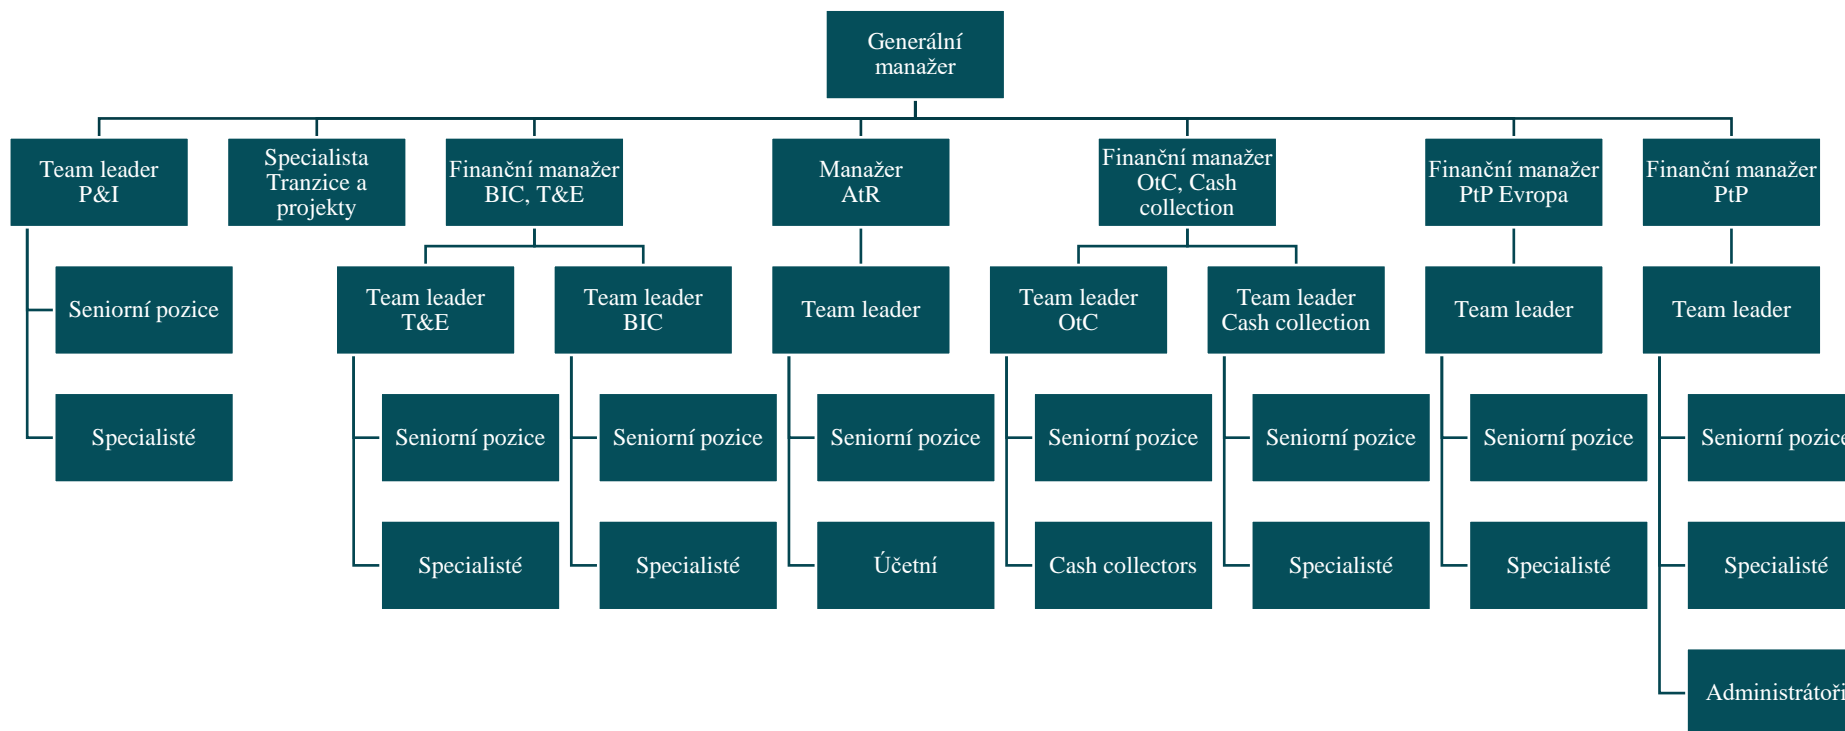 Generální
manažer
Team leader
P&I
Specialista
Tranzice a
projekty
Finanční manažer
BIC, T&E
Manažer
AtR
Finanční manažer
OtC, Cash
collection
Finanční manažer
PtP Evropa
Finanční manažer
PtP
Seniorní pozice
Team leader
T&E
Team leader
BIC
Team leader
Team leader
OtC
Team leader
Cash collection
Team leader
Team leader
Specialisté
Seniorní pozice
Seniorní pozice
Seniorní pozice
Seniorní pozice
Seniorní pozice
Seniorní pozice
Seniorní pozice
Specialisté
Specialisté
Účetní
Cash collectors
Specialisté
Specialisté
Specialisté
Administrátoři